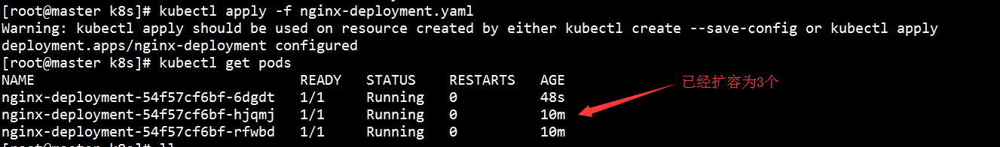 [root@master k8s]# kubectl apply -f nginx-deployment.yaml
Warning: kubectl apply should be used on resource created by either kubectl create --save-config or kubectl apply
deployment.apps/nginx-deployment configured
[root@master k8s]# kubectl get pods
NAME READY STATUS RESTARTS AGE
nginx-deployment-54f57cf6bf-6dgdt 1/1 Running 0 48s
已经扩容为3个
nginx-deployment-54f57cf6bf-hjqmj 1/1 Running 0 10m
nginx-deployment-54f57cf6bf-rfwbd 1/1 Running 0 10m